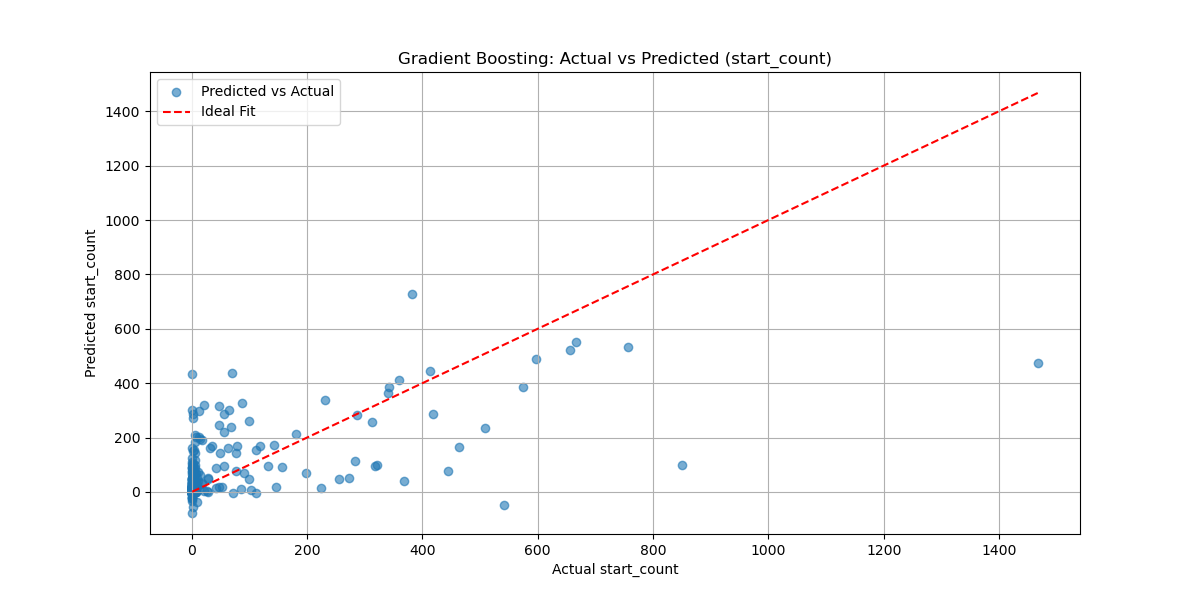 Gradient Boosting: Actual vs Predicted (start_count)
Predicted vs Actual
Ideal Fit
Predicted start_count
1400
1200
1000
800
600
400
200
0
0 200 400 600 800 1000 1200 1400
Actual start_count